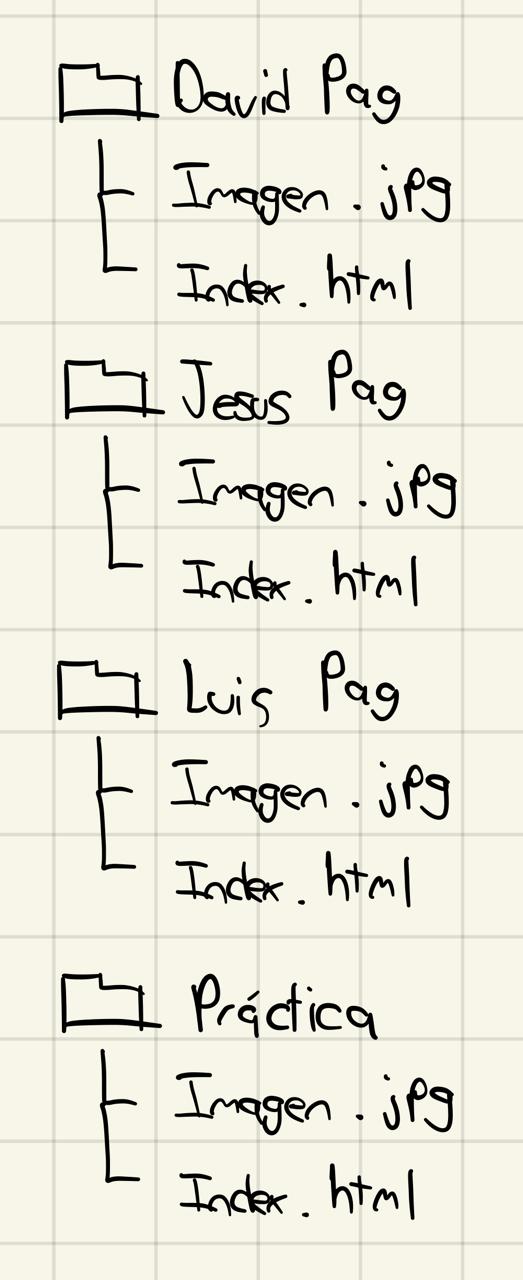 David Pag
Imagen . jpg
Index . html
Jesus Pag
Imagen . jpg
Index . html
Luis Pag
Imagen . jpg
Index . html
Práctica
Imagen . jpg
Index . html